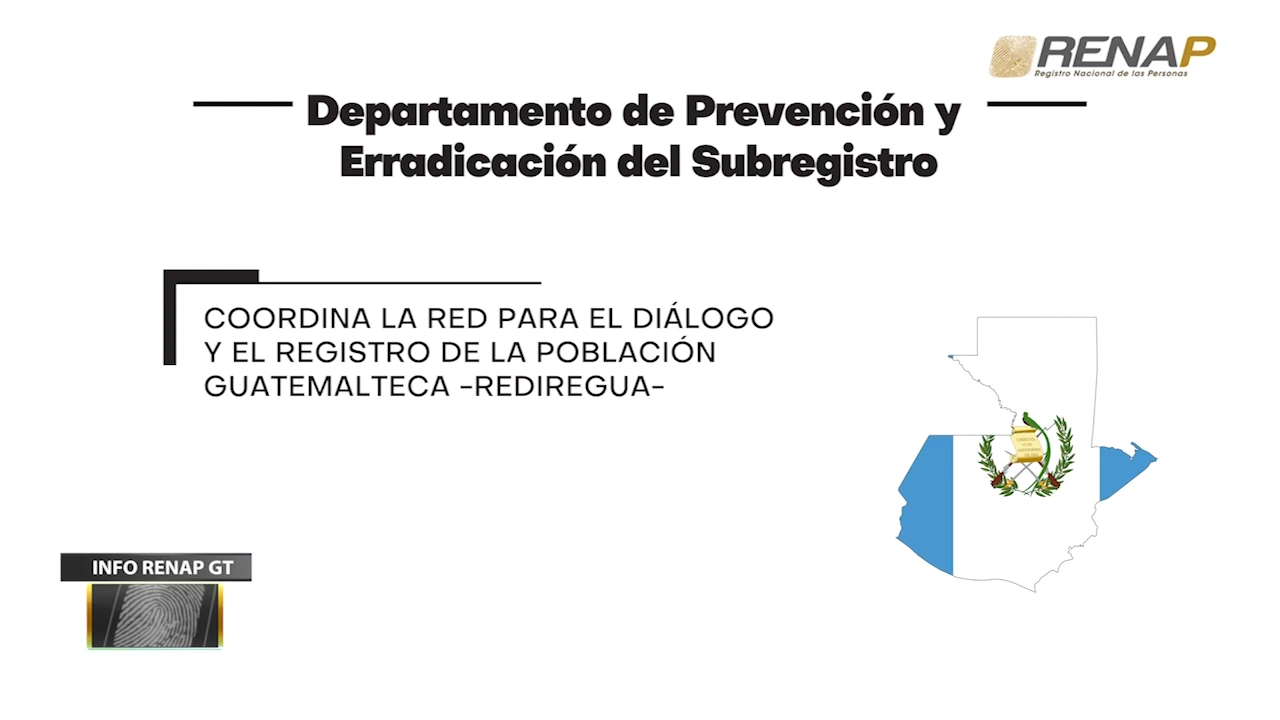 RENAP
Registro Nacional de las Personas
Departamento de Prevención y
Erradicación del Subregistro
COORDINA LA RED PARA EL DIÁLOGO
Y EL REGISTRO DE LA POBLACIÓN
GUATEMALTECA -REDIREGUA-
INFO RENAP GT